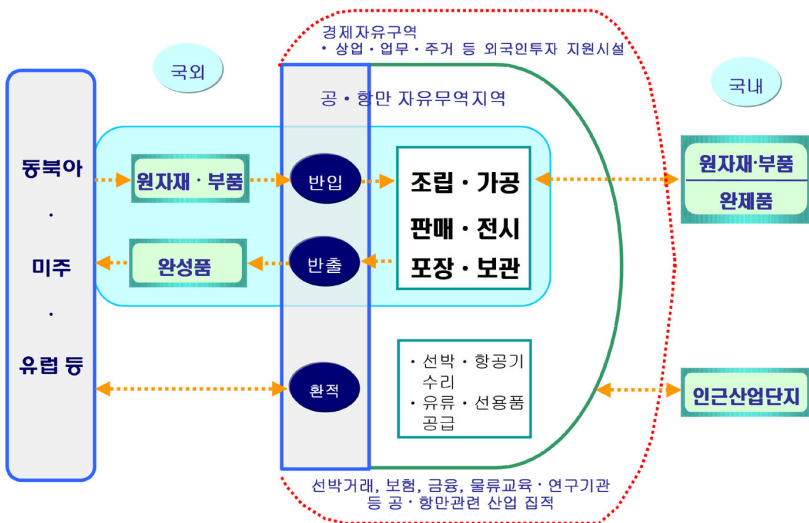 경제자유구역
• 상업・업무・주거 등 외국인투자 지원시설
국외
국내
공・항만 자유무역지역
동북아
·
미주
·
유럽 등
원자재・부품
반입
조립・가공
판매・전시
포장・보관
원자재·부품
완제품
완성품
반출
환적
・선박・항공기
수리
・유류・선용품
공급
인근산업단지
선박거래, 보험, 금융, 물류교육・연구기관
등 공・항만관련 산업 집적